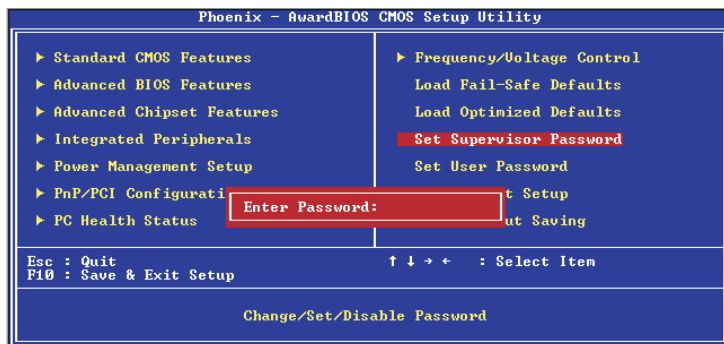 Phoenix - AwardBIOS CMOS Setup Utility
▶ Standard CMOS Features
▶ Advanced BIOS Features
▶ Advanced Chipset Features
▶ Integrated Peripherals
▶ Power Management Setup
▶ PnP/PCI Configurati
▶ PC Health Status
▶ Frequency/Voltage Control
Load Fail-Safe Defaults
Load Optimized Defaults
Set Supervisor Password
Set User Password
t Setup
ut Saving
Enter Password:
Esc : Quit
F10 : Save & Exit Setup
↑ ↓ → ← : Select Item
Change/Set/Disable Password